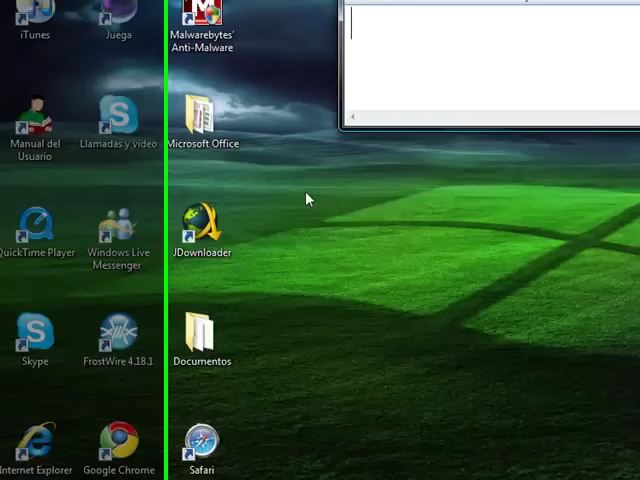 iTunes
Juega
Malwarebytes'
Anti-Malware
Manual del
Usuario
Llamadas y vídeo
Microsoft Office
QuickTime Player
Windows Live
Messenger
JDownloader
Skype
FrostWire 4.18.1
Documentos
Internet Explorer
Google Chrome
Safari